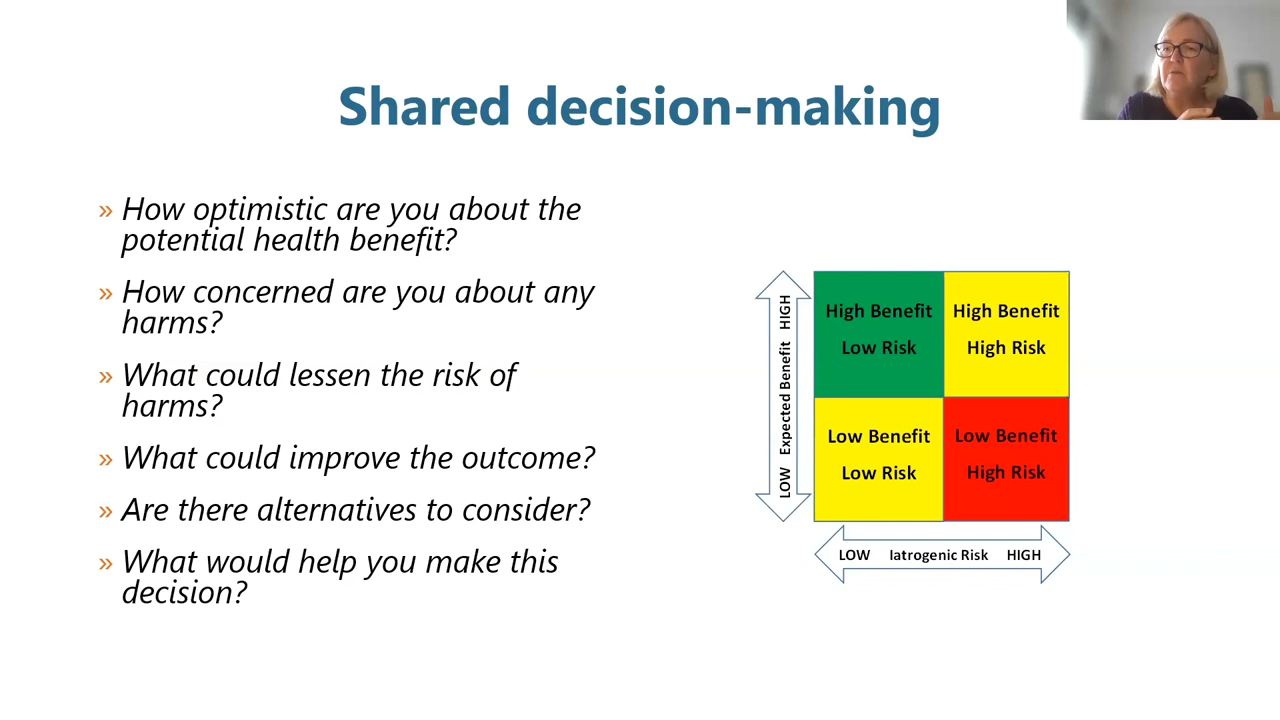 Shared decision-making
» How optimistic are you about the
potential health benefit?
» How concerned are you about any
harms?
» What could lessen the risk of
harms?
» What could improve the outcome?
» Are there alternatives to consider?
» What would help you make this
decision?
LOW Expected Benefit HIGH
High Benefit
Low Risk
High Benefit
High Risk
Low Benefit
Low Risk
Low Benefit
High Risk
LOW Iatrogenic Risk HIGH